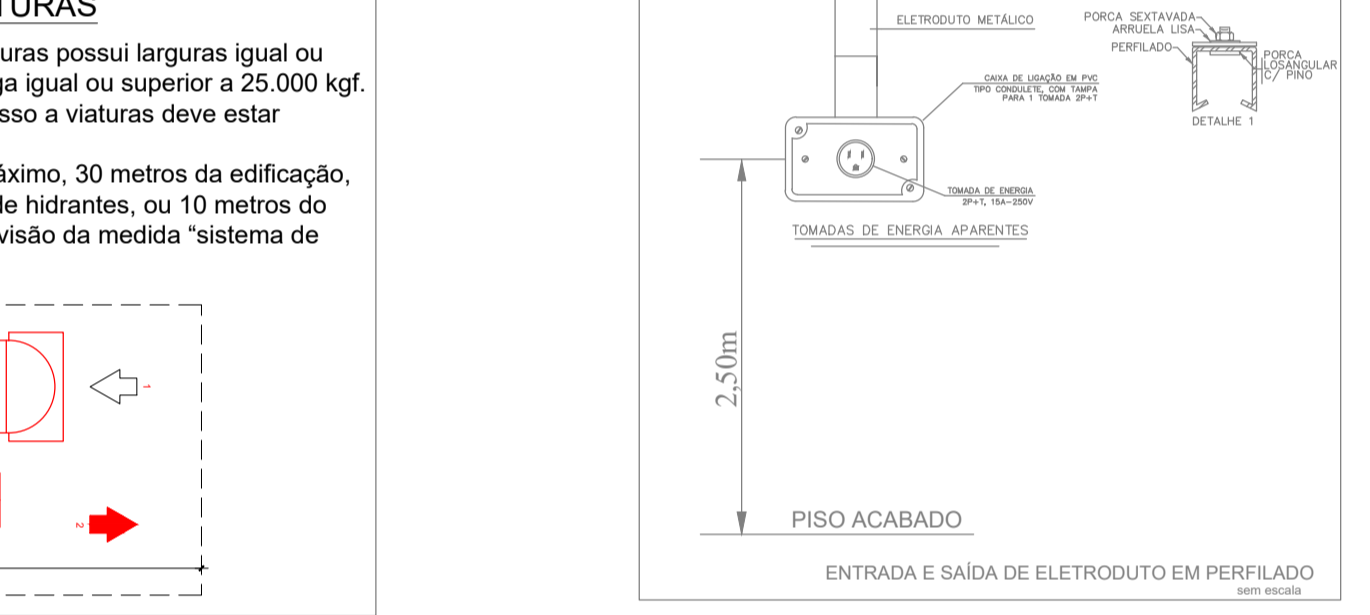 TURAS
uras possui larguras igual ou
ga igual ou superior a 25.000 kgf.
sso a viaturas deve estar
áximo, 30 metros da edificação,
de hidrantes, ou 10 metros do
visão da medida “sistema de
1
2
ELETRODUTO METÁLICO
CAIXA DE LIGAÇÃO EM PVC
TIPO CONDULETE, COM TAMPA
PARA 1 TOMADA 2P+T
TOMADA DE ENERGIA
2P+T, 15A-250V
TOMADAS DE ENERGIA APARENTES
PORCA SEXTAVADA
ARRUELA LISA
PERFILADO
PORCA
LOSANGULAR
C/ PINO
DETALHE 1
2,50m
PISO ACABADO
ENTRADA E SAÍDA DE ELETRODUTO EM PERFILADO
sem escala